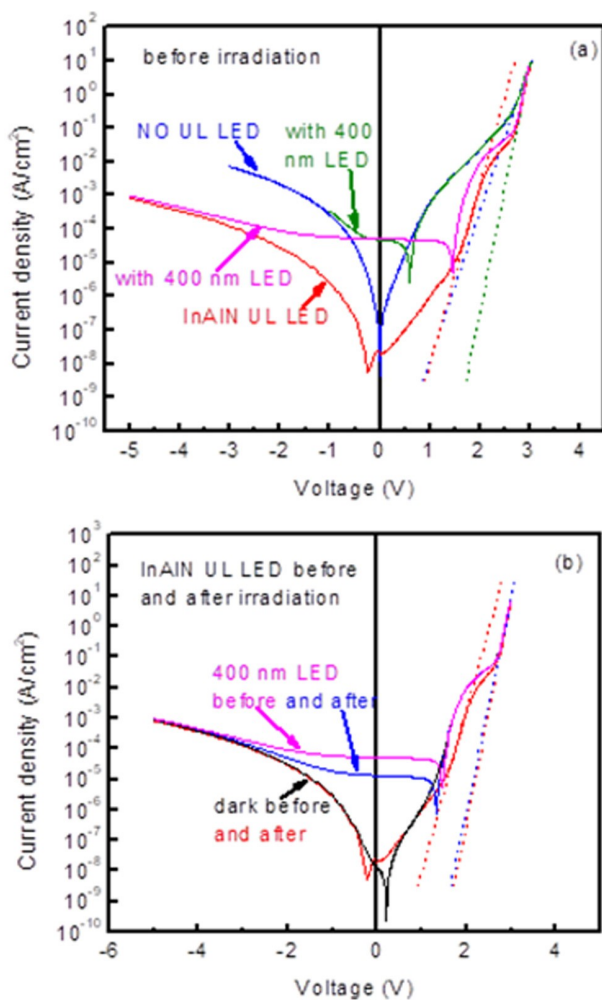 10²
10¹
10⁰
10⁻¹
10⁻²
10⁻³
10⁻⁴
10⁻⁵
10⁻⁶
10⁻⁷
10⁻⁸
10⁻⁹
10⁻¹⁰
Current density (A/cm²)
before irradiation
(a)
NO UL LED
with 400
nm LED
with 400 nm LED
InAlN UL LED
-5 -4 -3 -2 -1 0 1 2 3 4
Voltage (V)
10³
10²
10¹
10⁰
10⁻¹
10⁻²
10⁻³
10⁻⁴
10⁻⁵
10⁻⁶
10⁻⁷
10⁻⁸
10⁻⁹
10⁻¹⁰
Current density (A/cm²)
InAlN UL LED before
and after irradiation
(b)
400 nm LED
before and after
dark before
and after
-6 -4 -2 0 2 4
Voltage (V)